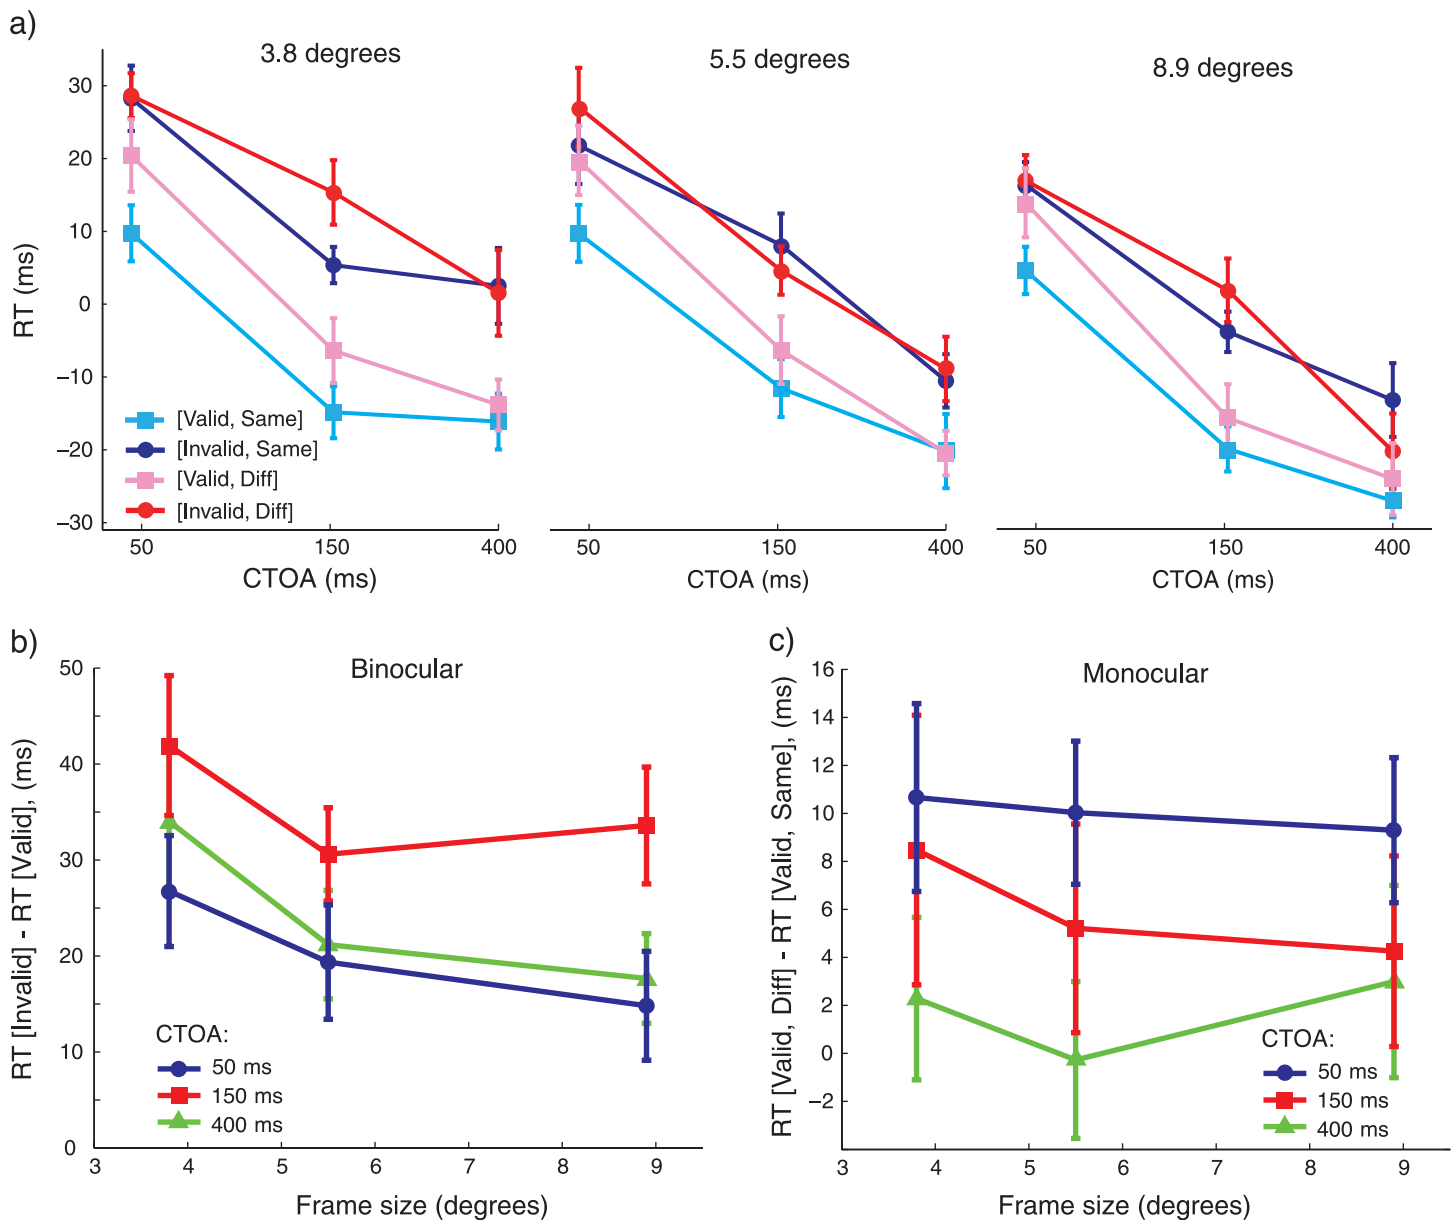 a)
3.8 degrees
5.5 degrees
8.9 degrees
RT (ms)
30
20
10
0
−10
−20
−30
[Valid, Same]
[Invalid, Same]
[Valid, Diff]
[Invalid, Diff]
50 150 400
50 150 400
50 150 400
CTOA (ms)
CTOA (ms)
CTOA (ms)
b)
Binocular
RT [Invalid] - RT [Valid], (ms)
50
40
30
20
10
0
CTOA:
50 ms
150 ms
400 ms
3 4 5 6 7 8 9
Frame size (degrees)
c)
Monocular
RT [Valid, Diff] - RT [Valid, Same], (ms)
16
14
12
10
8
6
4
2
0
−2
CTOA:
50 ms
150 ms
400 ms
3 4 5 6 7 8 9
Frame size (degrees)